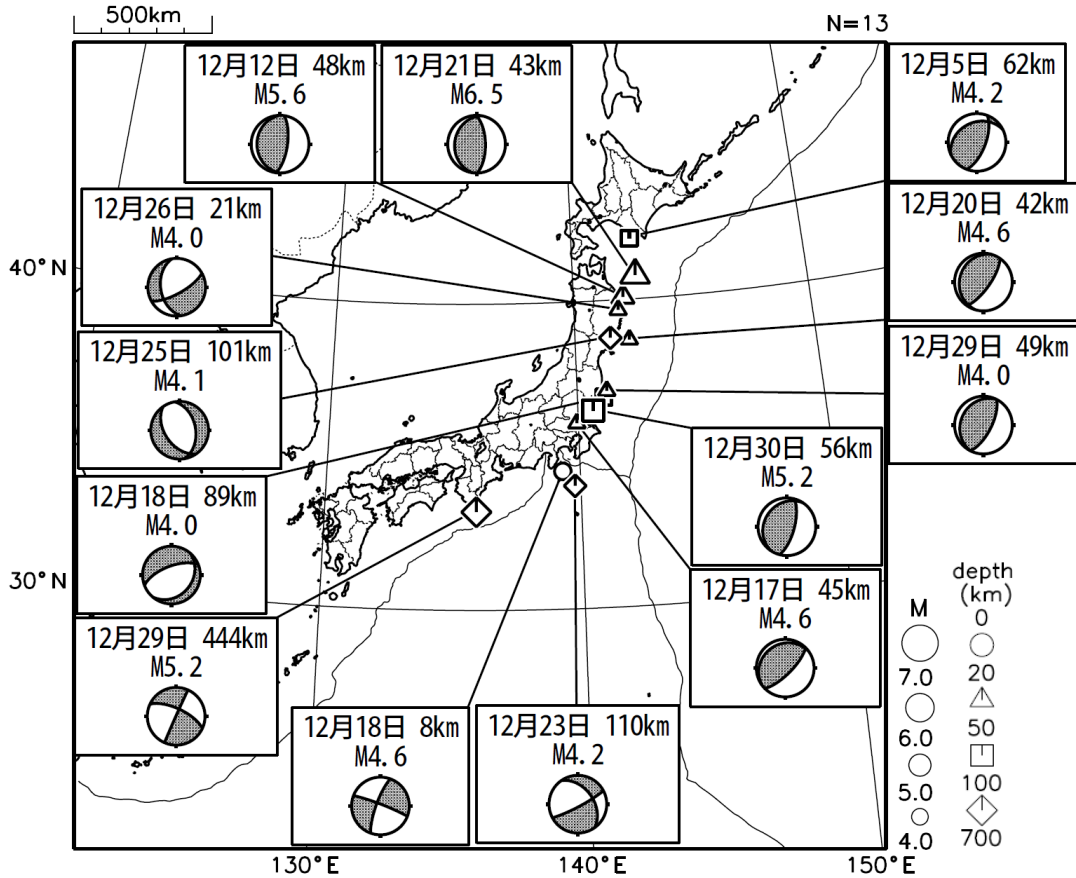 500km
N=13
12月12日 48km
M5.6
12月21日 43km
M6.5
12月5日 62km
M4.2
12月26日 21km
M4.0
12月20日 42km
M4.6
40°N
12月25日 101km
M4.1
12月29日 49km
M4.0
12月18日 89km
M4.0
12月30日 56km
M5.2
30°N
12月29日 444km
M5.2
12月17日 45km
M4.6
12月18日 8km
M4.6
12月23日 110km
M4.2
M
7.0
6.0
5.0
4.0
depth
(km)
0
20
50
100
700
130°E
140°E
150°E